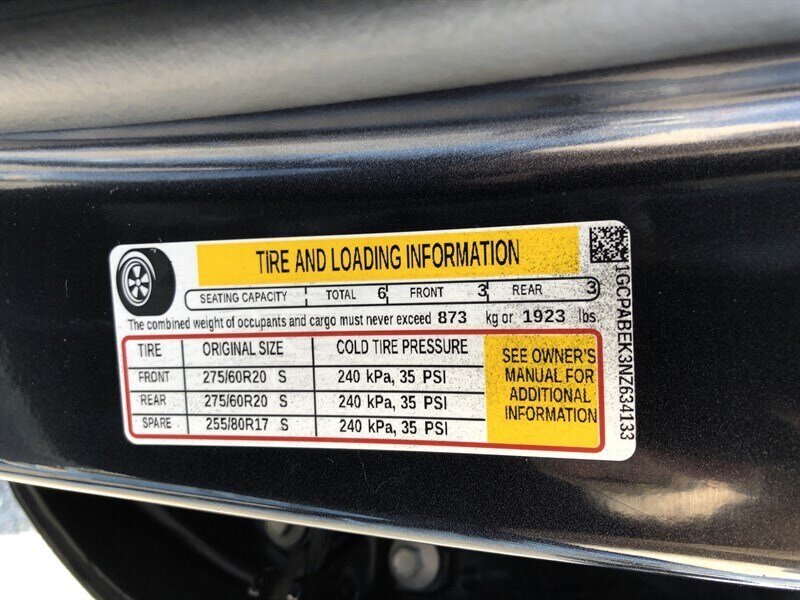 TIRE AND LOADING INFORMATION
SEATING CAPACITY TOTAL 6 FRONT 3 REAR 3
The combined weight of occupants and cargo must never exceed 873 kg or 1923 lbs.
TIRE ORIGINAL SIZE COLD TIRE PRESSURE
FRONT 275/60R20 S 240 kPa, 35 PSI
REAR 275/60R20 S 240 kPa, 35 PSI
SPARE 255/80R17 S 240 kPa, 35 PSI
SEE OWNER'S
MANUAL FOR
ADDITIONAL
INFORMATION
1GCPABEK3NZ634133